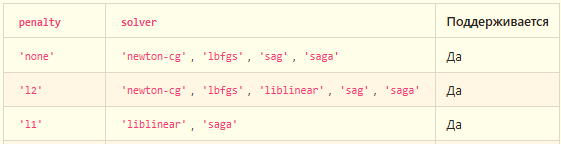 penalty solver Поддерживается
'none' 'newton-cg', 'lbfgs', 'sag', 'saga' Да
'l2' 'newton-cg', 'lbfgs', 'liblinear', 'sag', 'saga' Да
'l1' 'liblinear', 'saga' Да